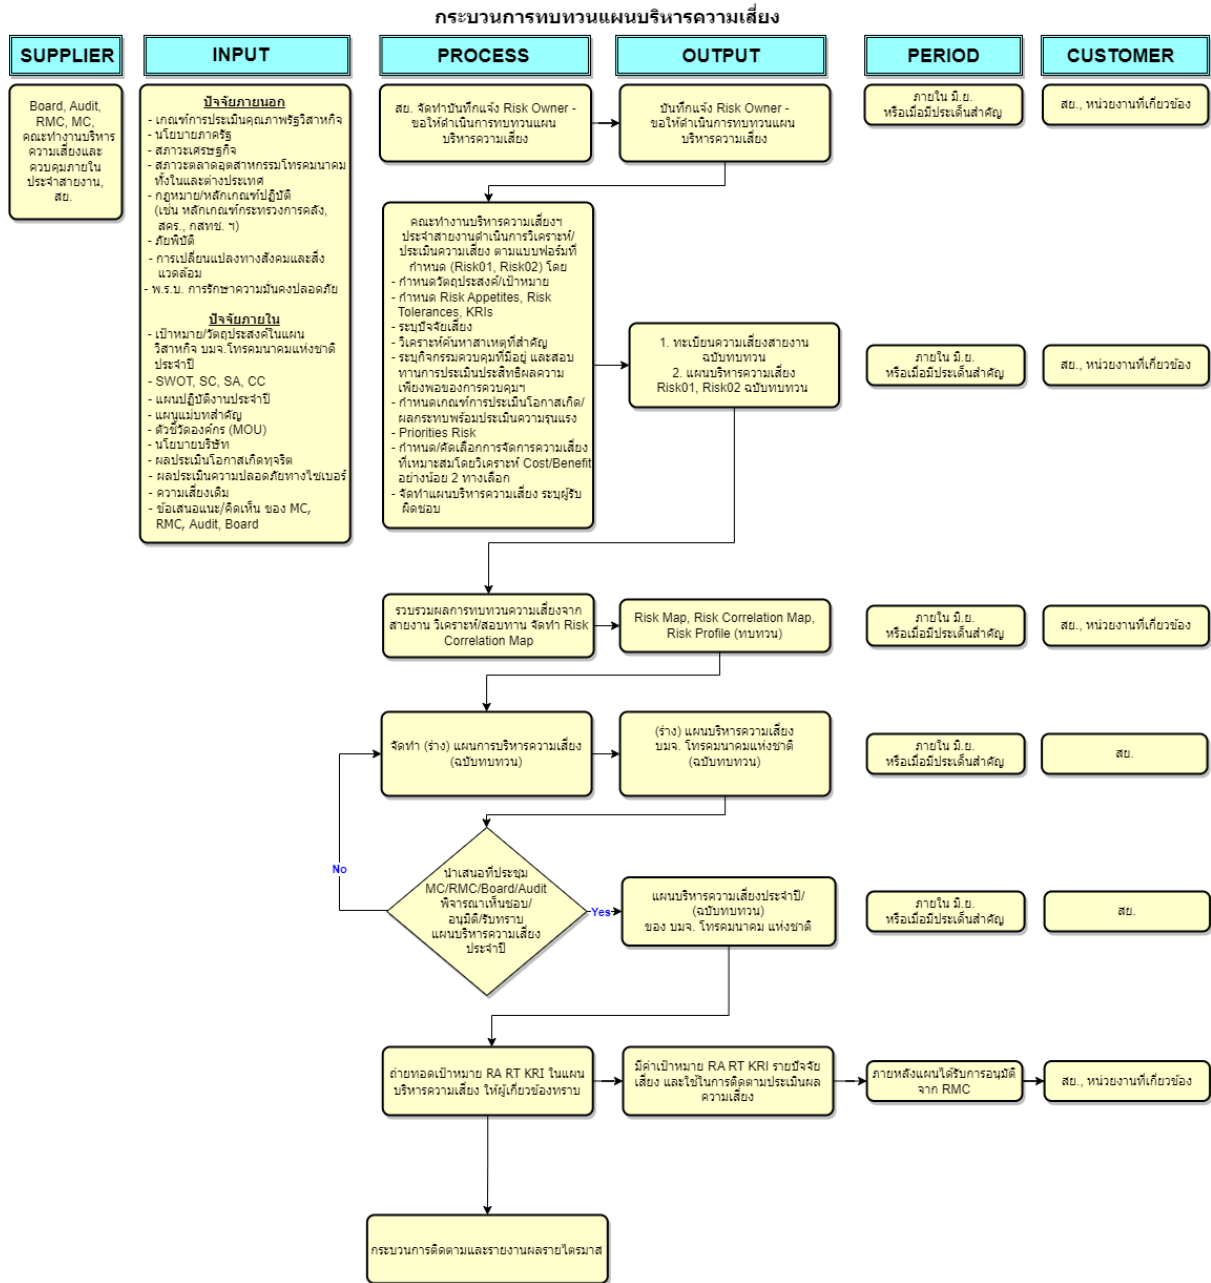 กระบวนการทบทวนแผนบริหารความเสี่ยง
SUPPLIER
INPUT
PROCESS
OUTPUT
PERIOD
CUSTOMER
Board, Audit,
RMC, MC,
คณะทำงานบริหาร
ความเสี่ยงและ
ควบคุมภายใน
ประจำสายงาน,
สย.
ปัจจัยภายนอก
- เกณฑ์การประเมินคุณภาพรัฐวิสาหกิจ
- นโยบายภาครัฐ
- สภาวะเศรษฐกิจ
- สภาวะตลาดอุตสาหกรรมโทรคมนาคม
ทั้งในและต่างประเทศ
- กฎหมาย/หลักเกณฑ์ปฏิบัติ
(เช่น หลักเกณฑ์กระทรวงการคลัง,
สคร., กสทช. ฯ)
- ภัยพิบัติ
- การเปลี่ยนแปลงทางสังคมและสิ่ง
แวดล้อม
- พ.ร.บ. การรักษาความมั่นคงปลอดภัย
ปัจจัยภายใน
- เป้าหมาย/วัตถุประสงค์ในแผน
วิสาหกิจ บมจ.โทรคมนาคมแห่งชาติ
ประจำปี
- SWOT, SC, SA, CC
- แผนปฏิบัติงานประจำปี
- แผนแม่บทสำคัญ
- ตัวชี้วัดองค์กร (MOU)
- นโยบายบริษัท
- ผลประเมินโอกาสเกิดทุจริต
- ผลประเมินความปลอดภัยทางไซเบอร์
- ความเสี่ยงเดิม
- ข้อเสนอแนะ/คิดเห็น ของ MC,
RMC, Audit, Board
สย. จัดทำบันทึกแจ้ง Risk Owner -
ขอให้ดำเนินการทบทวนแผน
บริหารความเสี่ยง
บันทึกแจ้ง Risk Owner -
ขอให้ดำเนินการทบทวนแผน
บริหารความเสี่ยง
ภายใน มิ.ย.
หรือเมื่อมีประเด็นสำคัญ
สย., หน่วยงานที่เกี่ยวข้อง
คณะทำงานบริหารความเสี่ยงฯ
ประจำสายงานดำเนินการวิเคราะห์/
ประเมินความเสี่ยง ตามแบบฟอร์มที่
กำหนด (Risk01, Risk02) โดย
- กำหนดวัตถุประสงค์/เป้าหมาย
- กำหนด Risk Appetites, Risk
Tolerances, KRIs
- ระบุปัจจัยเสี่ยง
- วิเคราะห์ค้นหาสาเหตุที่สำคัญ
- ระบุกิจกรรมควบคุมที่มีอยู่ และสอบ
ทานการประเมินประสิทธิผลความ
เพียงพอของการควบคุมฯ
- กำหนดเกณฑ์การประเมินโอกาสเกิด/
ผลกระทบพร้อมประเมินความรุนแรง
- Priorities Risk
- กำหนด/คัดเลือกการจัดการความเสี่ยง
ที่เหมาะสมโดยวิเคราะห์ Cost/Benefit
อย่างน้อย 2 ทางเลือก
- จัดทำแผนบริหารความเสี่ยง ระบุผู้รับ
ผิดชอบ
1. ทะเบียนความเสี่ยงสายงาน
ฉบับทบทวน
2. แผนบริหารความเสี่ยง
Risk01, Risk02 ฉบับทบทวน
ภายใน มิ.ย.
หรือเมื่อมีประเด็นสำคัญ
สย., หน่วยงานที่เกี่ยวข้อง
รวบรวมผลการทบทวนความเสี่ยงจาก
สายงาน วิเคราะห์/สอบทาน จัดทำ Risk
Correlation Map
Risk Map, Risk Correlation Map,
Risk Profile (ทบทวน)
ภายใน มิ.ย.
หรือเมื่อมีประเด็นสำคัญ
สย., หน่วยงานที่เกี่ยวข้อง
จัดทำ (ร่าง) แผนการบริหารความเสี่ยง
(ฉบับทบทวน)
(ร่าง) แผนบริหารความเสี่ยง
บมจ. โทรคมนาคมแห่งชาติ
(ฉบับทบทวน)
ภายใน มิ.ย.
หรือเมื่อมีประเด็นสำคัญ
สย.
No
นำเสนอที่ประชุม
MC/RMC/Board/Audit
พิจารณาเห็นชอบ/
อนุมัติ/รับทราบ
แผนบริหารความเสี่ยง
ประจำปี
Yes
แผนบริหารความเสี่ยงประจำปี/
(ฉบับทบทวน)
ของ บมจ. โทรคมนาคม แห่งชาติ
ภายใน มิ.ย.
หรือเมื่อมีประเด็นสำคัญ
สย.
ถ่ายทอดเป้าหมาย RA RT KRI ในแผน
บริหารความเสี่ยง ให้ผู้เกี่ยวข้องทราบ
มีค่าเป้าหมาย RA RT KRI รายปัจจัย
เสี่ยง และใช้ในการติดตามประเมินผล
ความเสี่ยง
ภายหลังแผนได้รับการอนุมัติ
จาก RMC
สย., หน่วยงานที่เกี่ยวข้อง
กระบวนการติดตามและรายงานผลรายไตรมาส